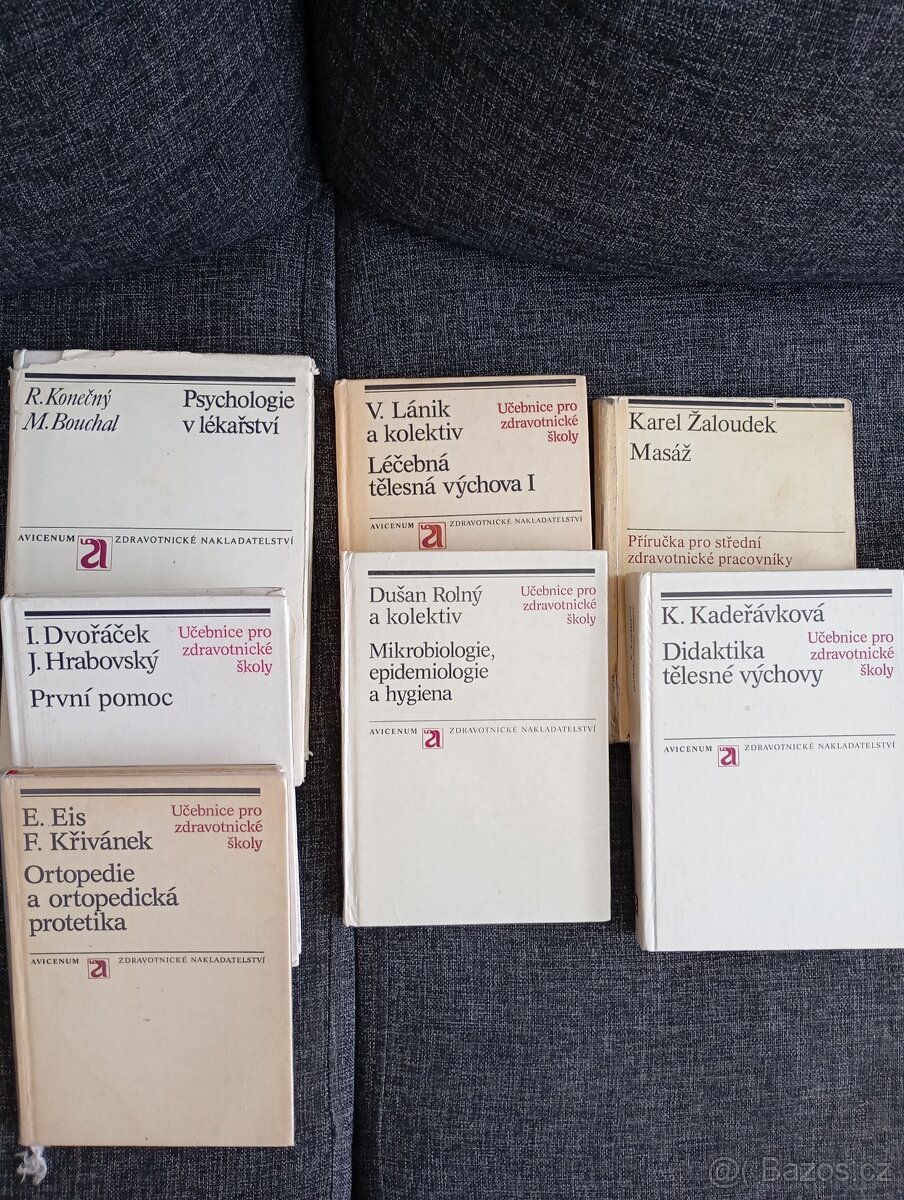 R. Konečný
M. Bouchal
Psychologie
v lékařství
AVICENUM
ZDRAVOTNICKÉ NAKLADATELSTVÍ
V. Lánik
a kolektiv
Učebnice pro
zdravotnické
školy
Léčebná
tělesná výchova I
AVICENUM
ZDRAVOTNICKÉ NAKLADATELSTVÍ
Karel Žaloudek
Masáž
Příručka pro střední
zdravotnické pracovníky
I. Dvořáček
J. Hrabovský
Učebnice pro
zdravotnické
školy
První pomoc
Dušan Rolný
a kolektiv
Učebnice pro
zdravotnické
školy
Mikrobiologie,
epidemiologie
a hygiena
AVICENUM
ZDRAVOTNICKÉ NAKLADATELSTVÍ
K. Kadeřávková
Didaktika
tělesné výchovy
Učebnice pro
zdravotnické
školy
AVICENUM
ZDRAVOTNICKÉ NAKLADATELSTVÍ
E. Eis
F. Křivánek
Učebnice pro
zdravotnické
školy
Ortopedie
a ortopedická
protetika
AVICENUM
ZDRAVOTNICKÉ NAKLADATELSTVÍ
Bazos.cz